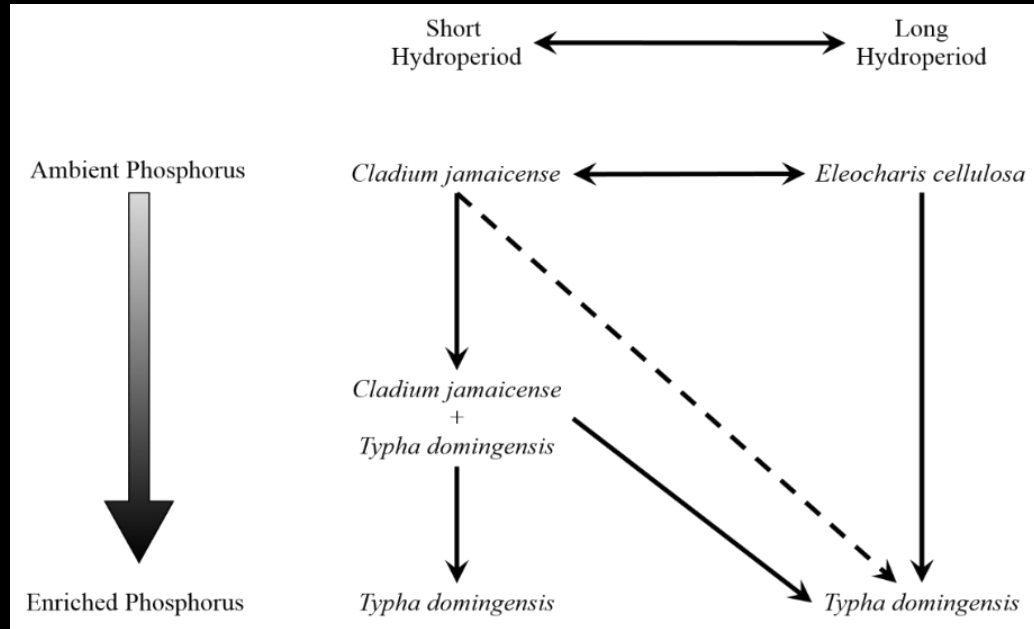 Short
Hydroperiod
Long
Hydroperiod
Ambient Phosphorus
Cladium jamaicense
Eleocharis cellulosa
Cladium jamaicense
+
Typha domingensis
Enriched Phosphorus
Typha domingensis
Typha domingensis